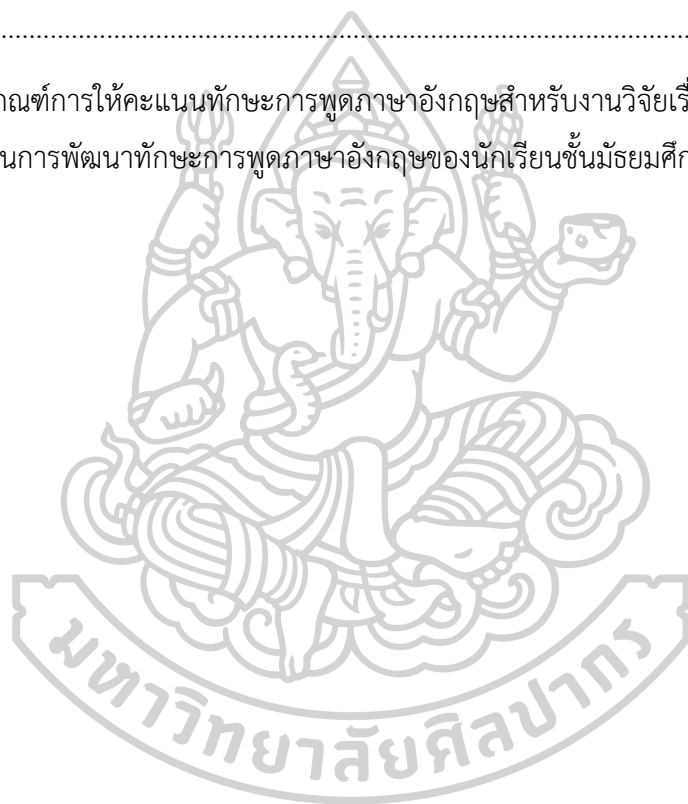 ........................................................................................................................
ณฑ์การให้คะแนนทักษะการพูดภาษาอังกฤษสำหรับงานวิจัยเรื่
นการพัฒนาทักษะการพูดภาษาอังกฤษของนักเรียนชั้นมัธยมศึก
มหาวิทยาลัยศิลปากร